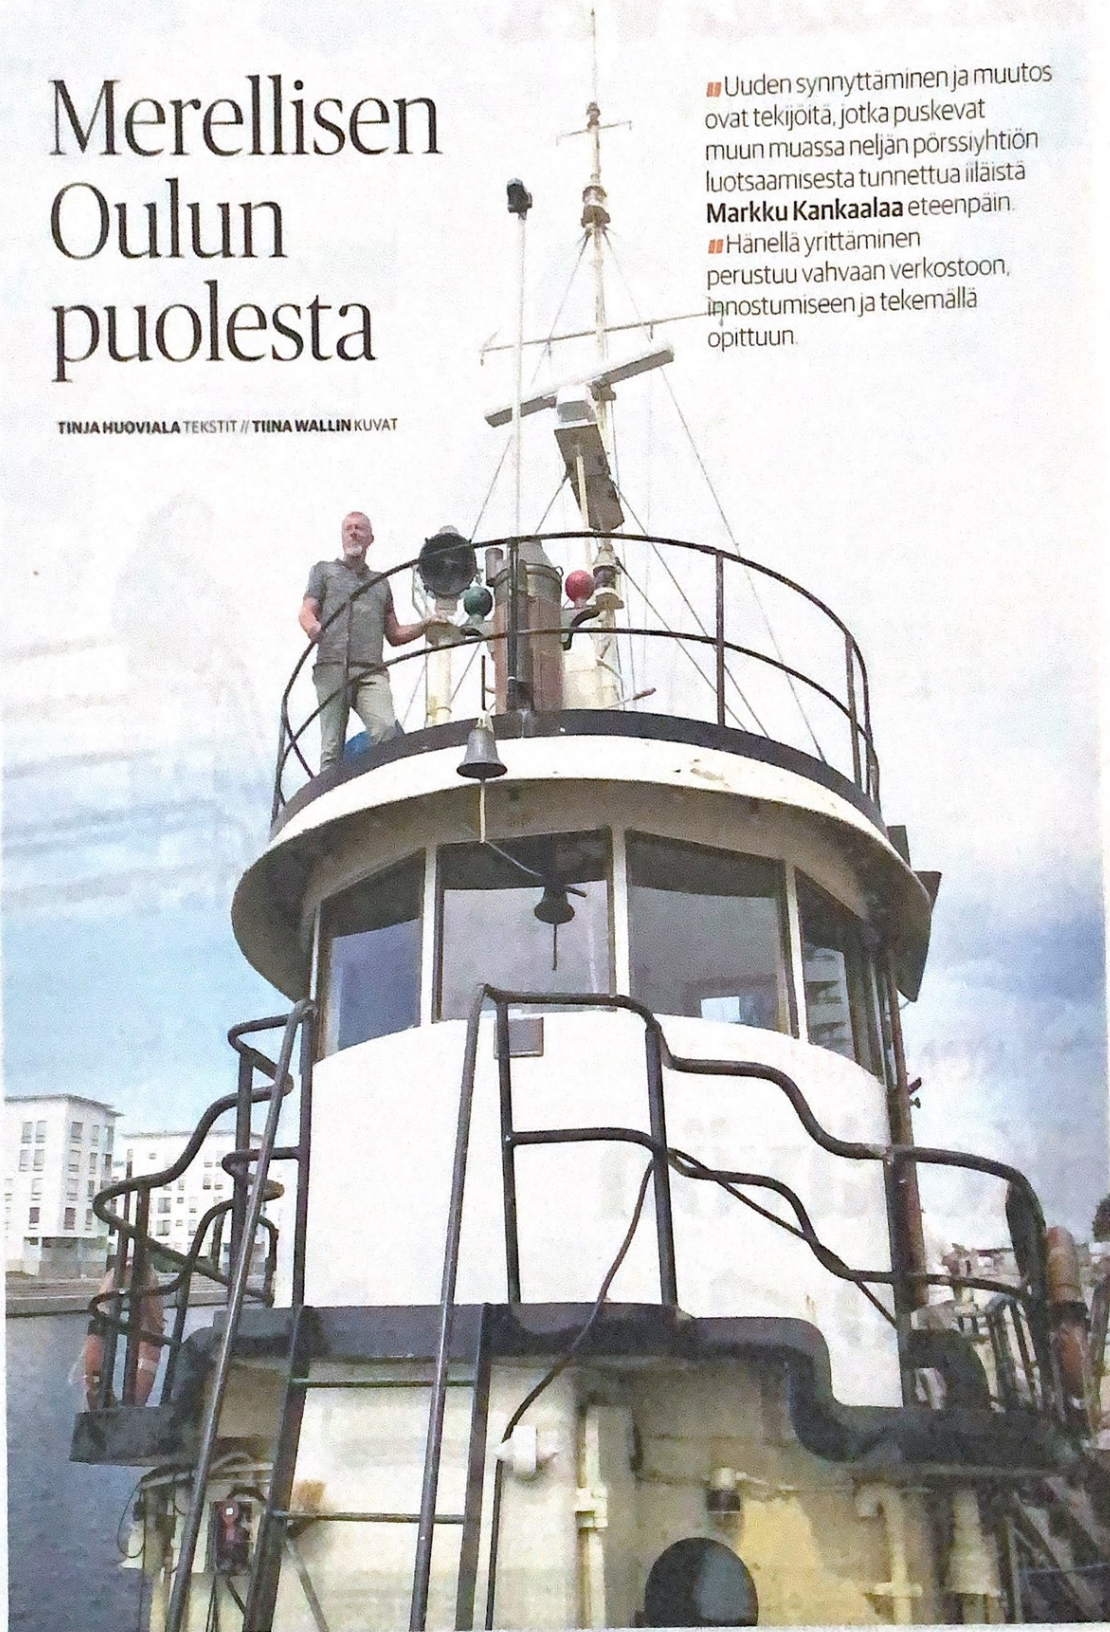 Merellisen
Oulun
puolesta
TINJA HUOVIALA TEKSTIT // TIINA WALLIN KUVAT
Uuden synnyttäminen ja muutos
ovat tekijöitä, jotka puskevat
muun muassa neljän pörssiyhtiön
luotsaamisesta tunnettua iiläistä
Markku Kankaalaa eteenpäin.
Hänellä yrittäminen
perustuu vahvaan verkostoon,
innostumiseen ja tekemällä
opittuun.